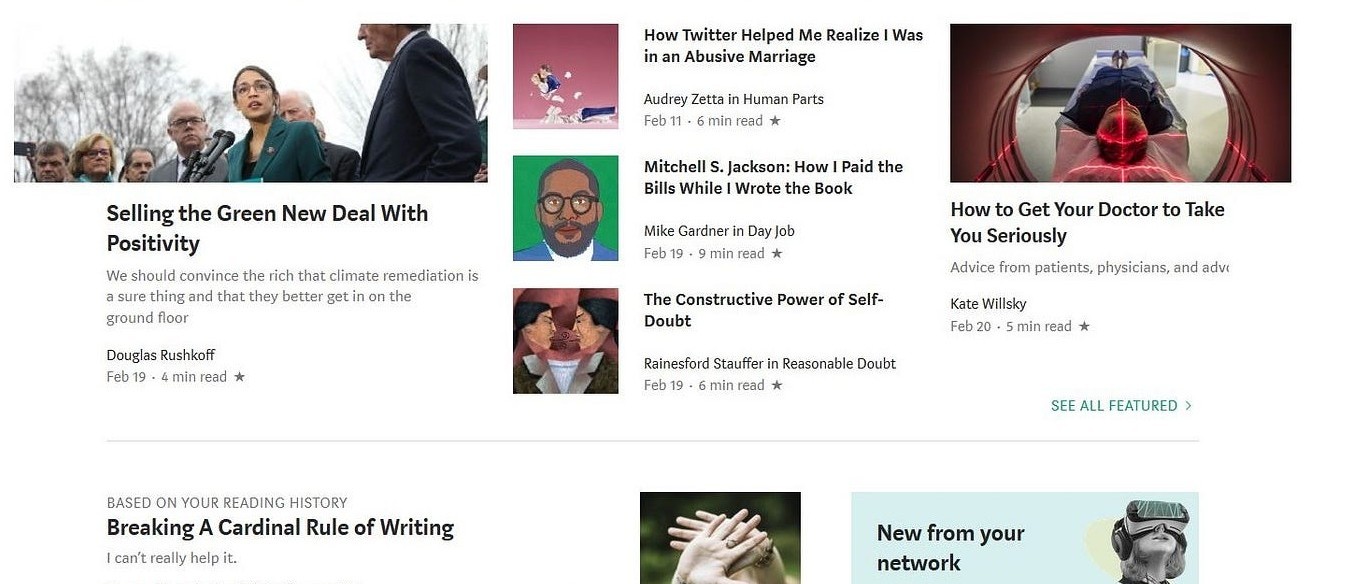 Selling the Green New Deal With
Positivity
We should convince the rich that climate remediation is
a sure thing and that they better get in on the
ground floor
Douglas Rushkoff
Feb 19 · 4 min read ★
How Twitter Helped Me Realize I Was
in an Abusive Marriage
Audrey Zetta in Human Parts
Feb 11 · 6 min read ★
Mitchell S. Jackson: How I Paid the
Bills While I Wrote the Book
Mike Gardner in Day Job
Feb 19 · 9 min read ★
The Constructive Power of Self-
Doubt
Rainesford Stauffer in Reasonable Doubt
Feb 19 · 6 min read ★
How to Get Your Doctor to Take
You Seriously
Advice from patients, physicians, and
Kate Willsky
Feb 20 · 5 min read ★
SEE ALL FEATURED >
BASED ON YOUR READING HISTORY
Breaking A Cardinal Rule of Writing
I can’t really help it.
New from your
network